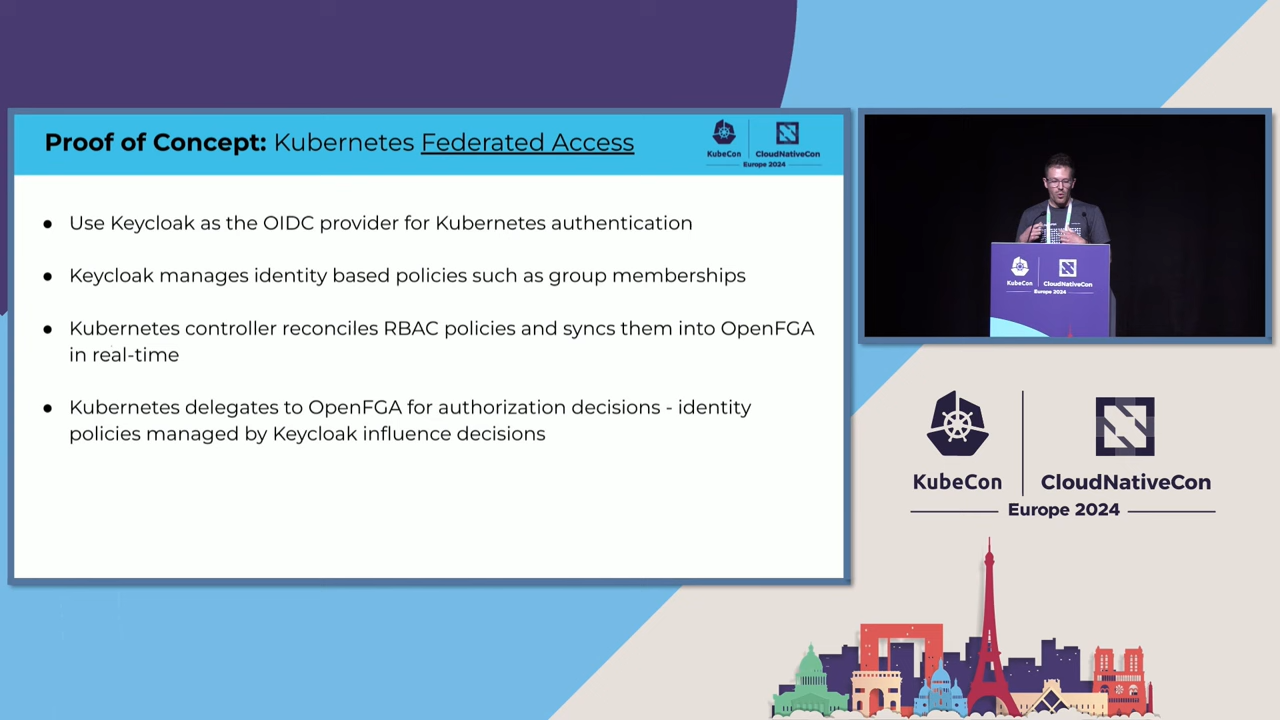 Proof of Concept: Kubernetes Federated Access
KubeCon
CloudNativeCon
Europe 2024
● Use Keycloak as the OIDC provider for Kubernetes authentication
● Keycloak manages identity based policies such as group memberships
● Kubernetes controller reconciles RBAC policies and syncs them into OpenFGA
in real-time
● Kubernetes delegates to OpenFGA for authorization decisions - identity
policies managed by Keycloak influence decisions
KubeCon
CloudNativeCon
Europe 2024
KubeCon
CloudNativeCon
Europe 2024